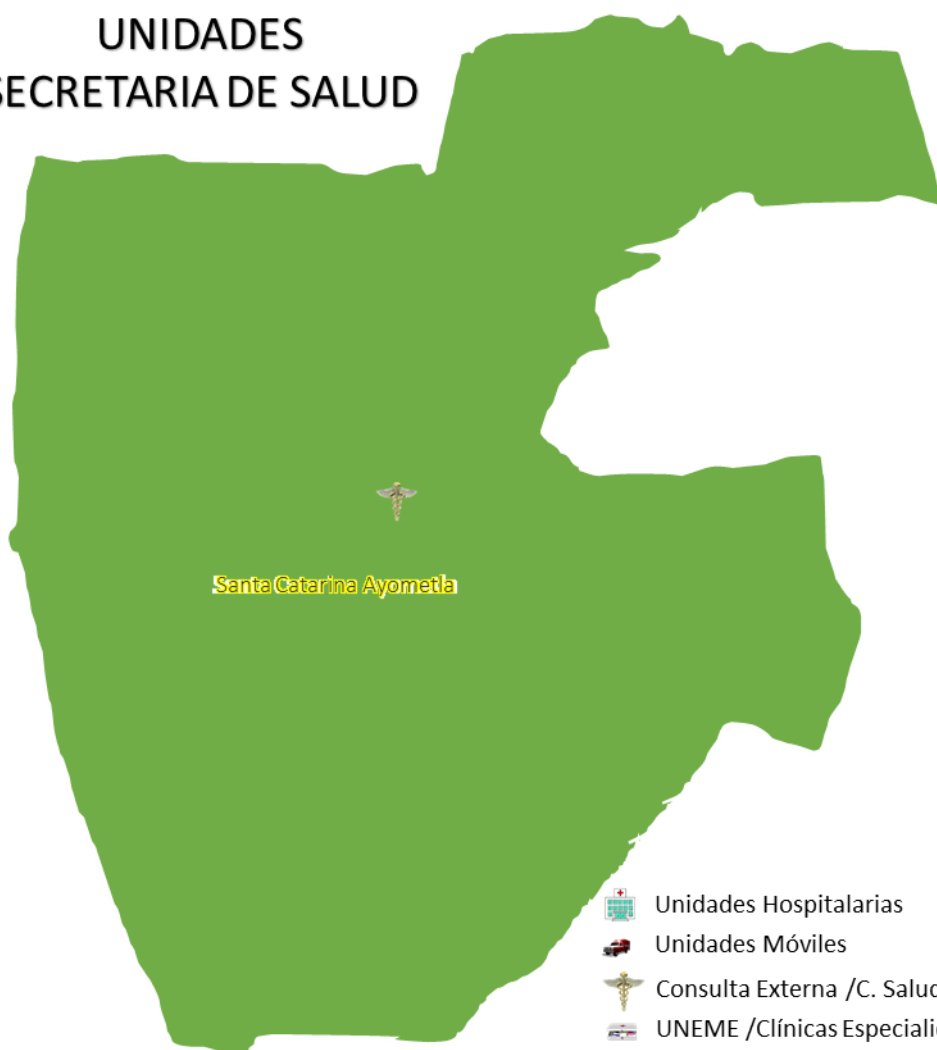 UNIDADES
SECRETARIA DE SALUD
Santa Catarina Ayometla
Unidades Hospitalarias
Unidades Móviles
Consulta Externa /C. Salud
UNEME /Clínicas